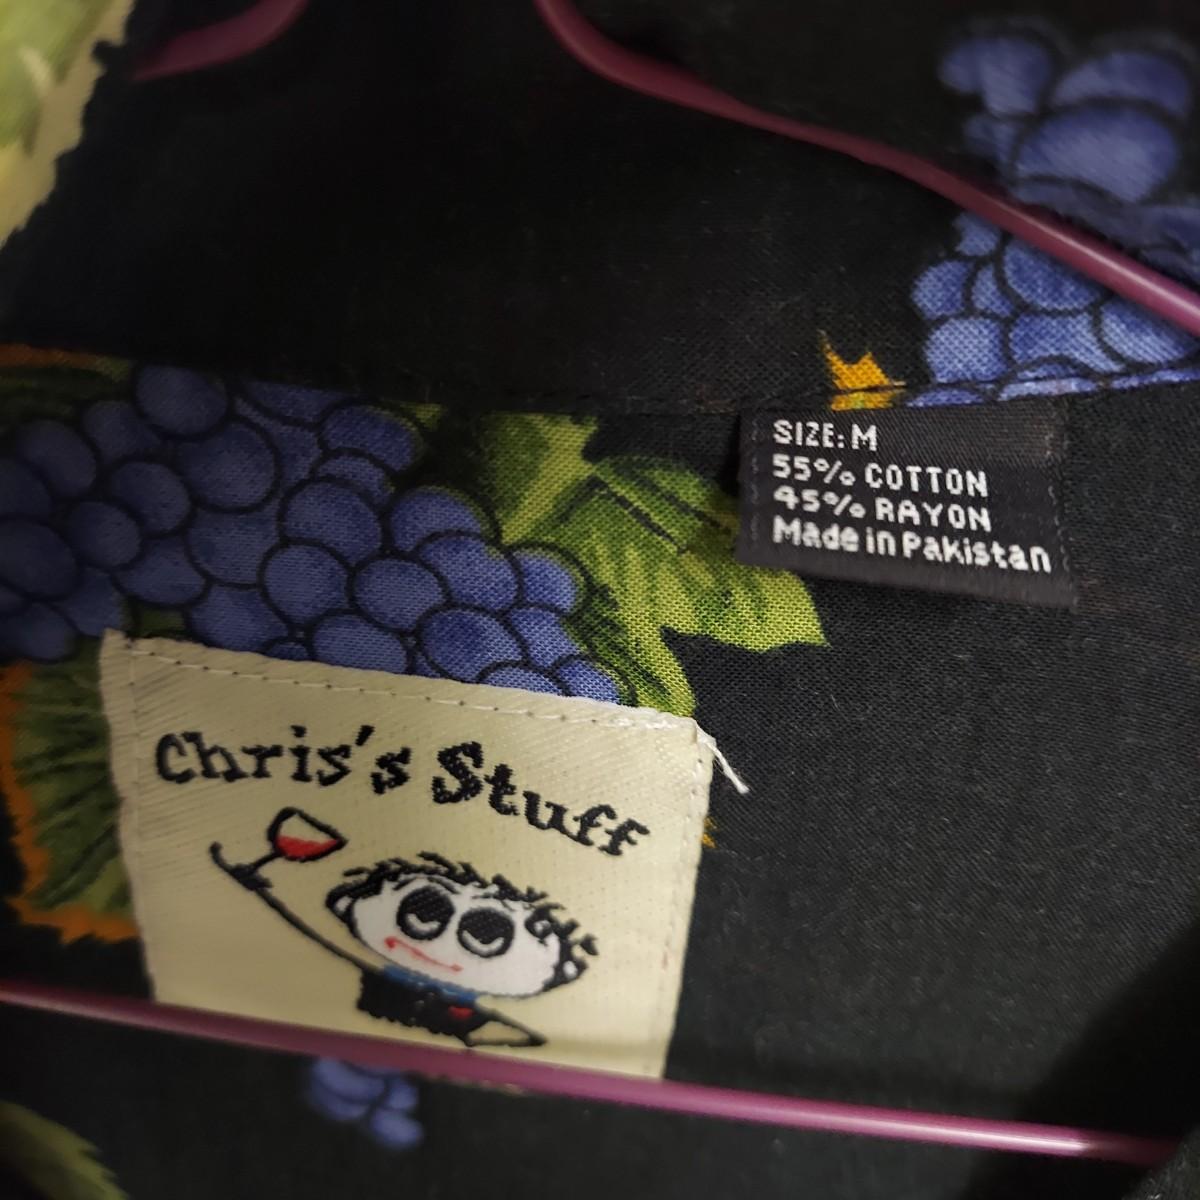 SIZE: M
55% COTTON
45% RAYON
Made in Pakistan
Chris's Stuff